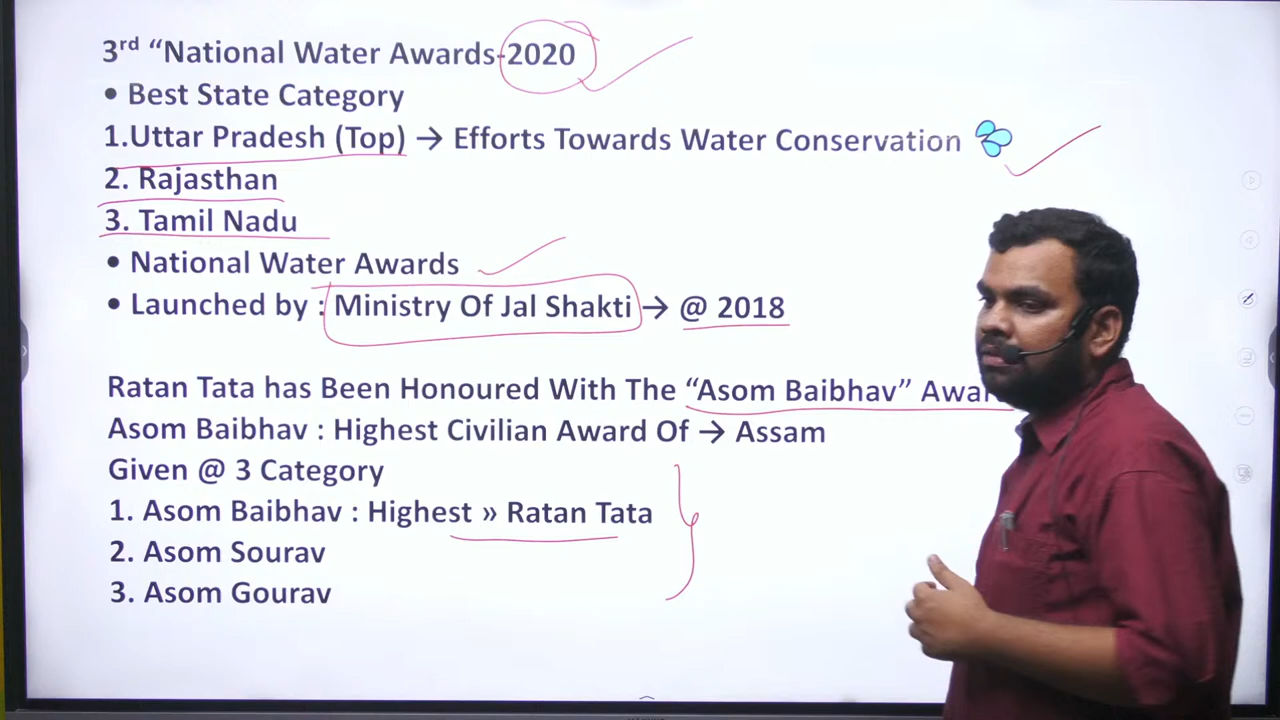 3rd “National Water Awards-2020
• Best State Category
1.Uttar Pradesh (Top) → Efforts Towards Water Conservation
2. Rajasthan
3. Tamil Nadu
• National Water Awards
• Launched by : Ministry Of Jal Shakti → @ 2018
Ratan Tata has Been Honoured With The “Asom Baibhav”
Asom Baibhav : Highest Civilian Award Of → Assam
Given @ 3 Category
1. Asom Baibhav : Highest » Ratan Tata
2. Asom Sourav
3. Asom Gourav